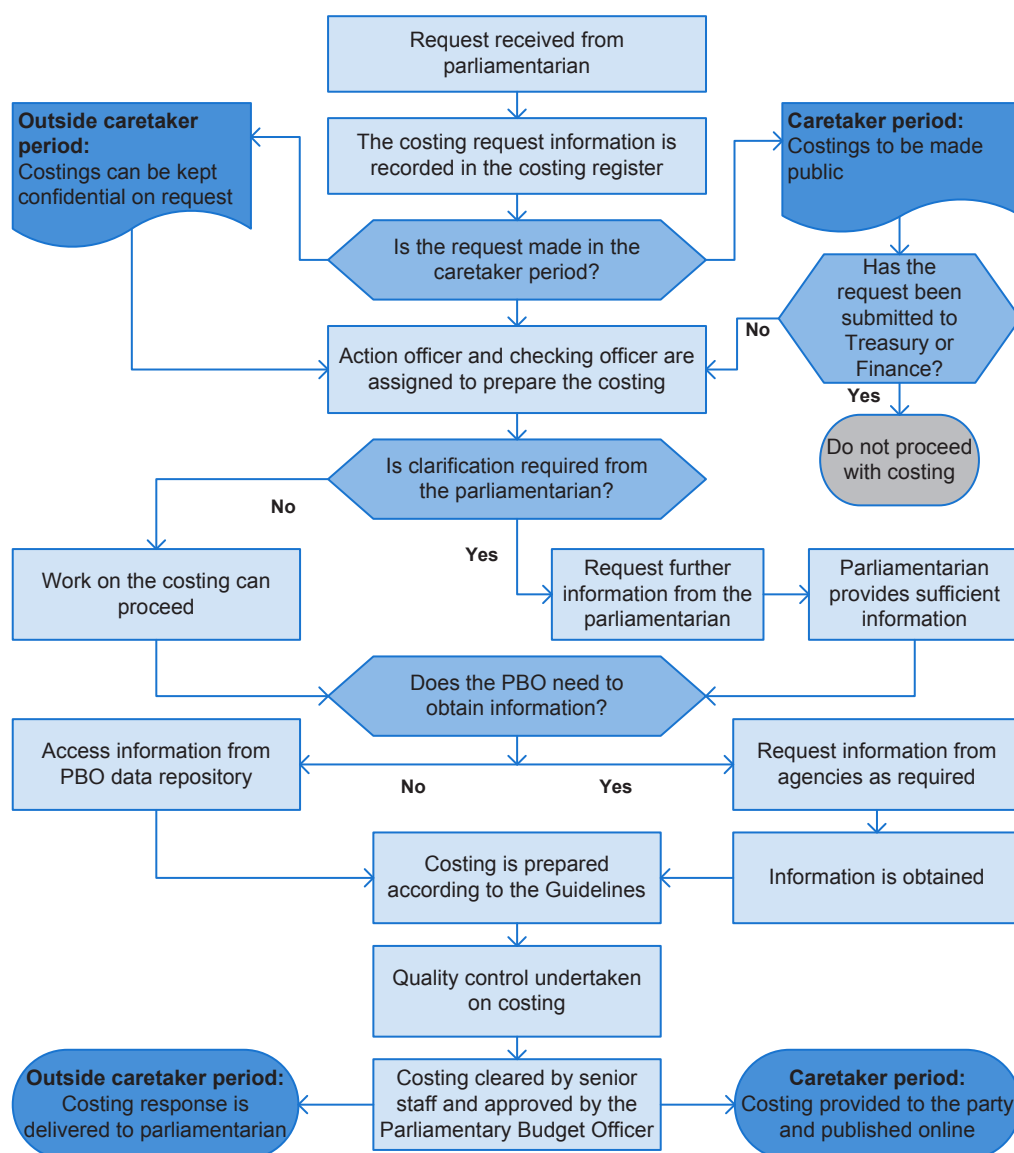 Request received from
parliamentarian
Outside caretaker
period:
Costings can be kept
confidential on request
The costing request information is
recorded in the costing register
Caretaker period:
Costings to be made
public
Is the request made in the
caretaker period?
Has the
request been
submitted to
Treasury or
Finance?
No
Yes
Action officer and checking officer are
assigned to prepare the costing
Do not proceed
with costing
Is clarification required from
the parliamentarian?
No
Yes
Work on the costing can
proceed
Request further
information from the
parliamentarian
Parliamentarian
provides sufficient
information
Does the PBO need to
obtain information?
Access information from
PBO data repository
No
Yes
Request information from
agencies as required
Costing is prepared
according to the Guidelines
Information is obtained
Quality control undertaken
on costing
Outside caretaker period:
Costing response is
delivered to parliamentarian
Costing cleared by senior
staff and approved by the
Parliamentary Budget Officer
Caretaker period:
Costing provided to the party
and published online